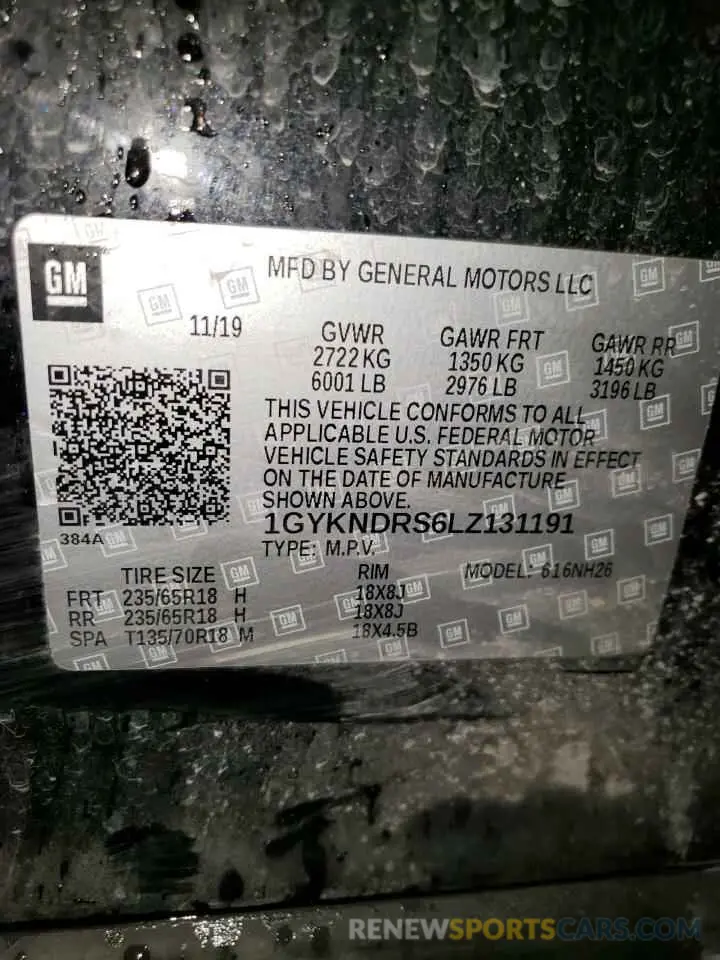 GM
MFD BY GENERAL MOTORS LLC
11/19
GVWR GAWR FRT GAWR RR
2722 KG 1350 KG 1450 KG
6001 LB 2976 LB 3196 LB
THIS VEHICLE CONFORMS TO ALL
APPLICABLE U.S. FEDERAL MOTOR
VEHICLE SAFETY STANDARDS IN EFFECT
ON THE DATE OF MANUFACTURE
SHOWN ABOVE.
384A
1GYKNDRS6LZ131191
TYPE: M.P.V.
TIRE SIZE RIM MODEL: 616NH26
FRT 235/65R18 H 18X8J
RR 235/65R18 H 18X8J
SPA T135/70R18 M 18X4.5B
RENEWSPORTSCARS.COM